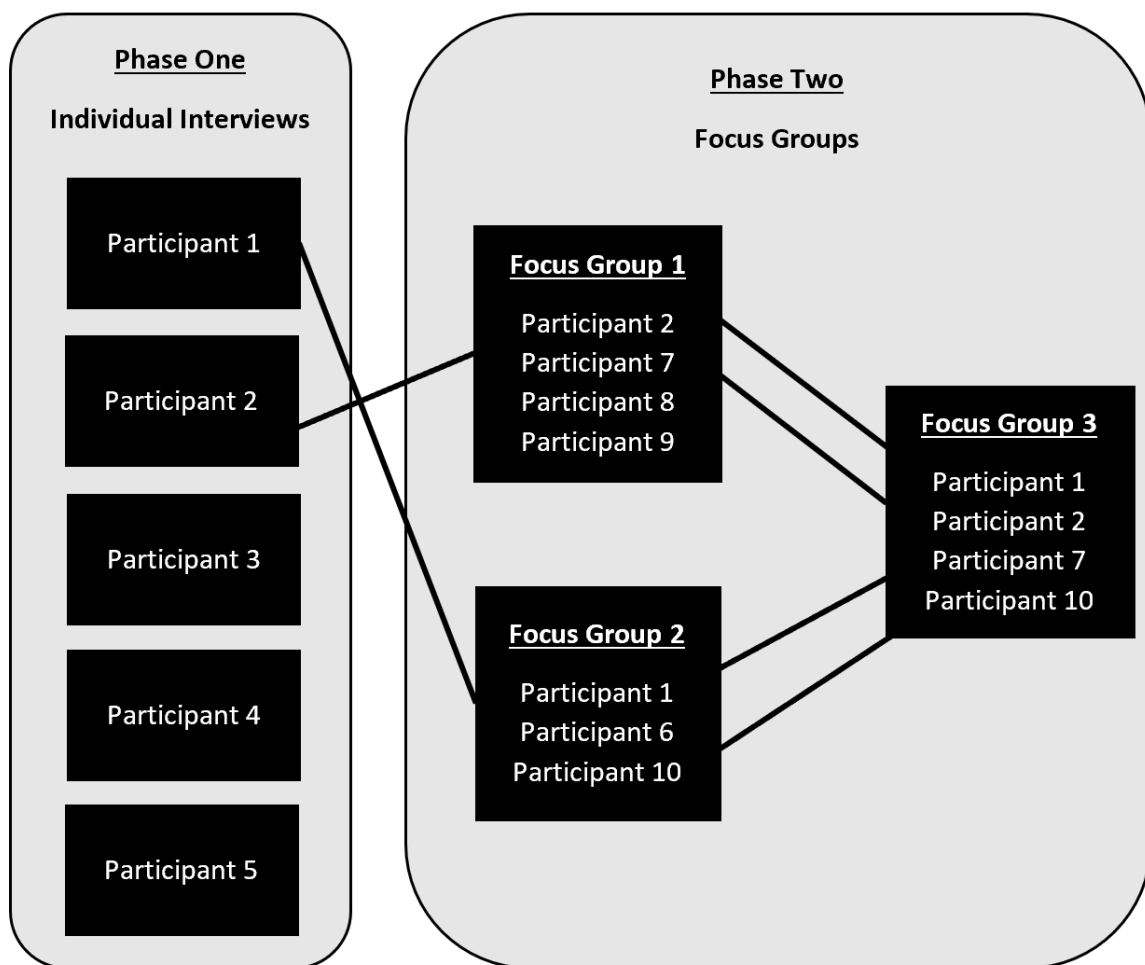 Phase One
Individual Interviews
Participant 1
Participant 2
Participant 3
Participant 4
Participant 5
Phase Two
Focus Groups
Focus Group 1
Participant 2
Participant 7
Participant 8
Participant 9
Focus Group 2
Participant 1
Participant 6
Participant 10
Focus Group 3
Participant 1
Participant 2
Participant 7
Participant 10